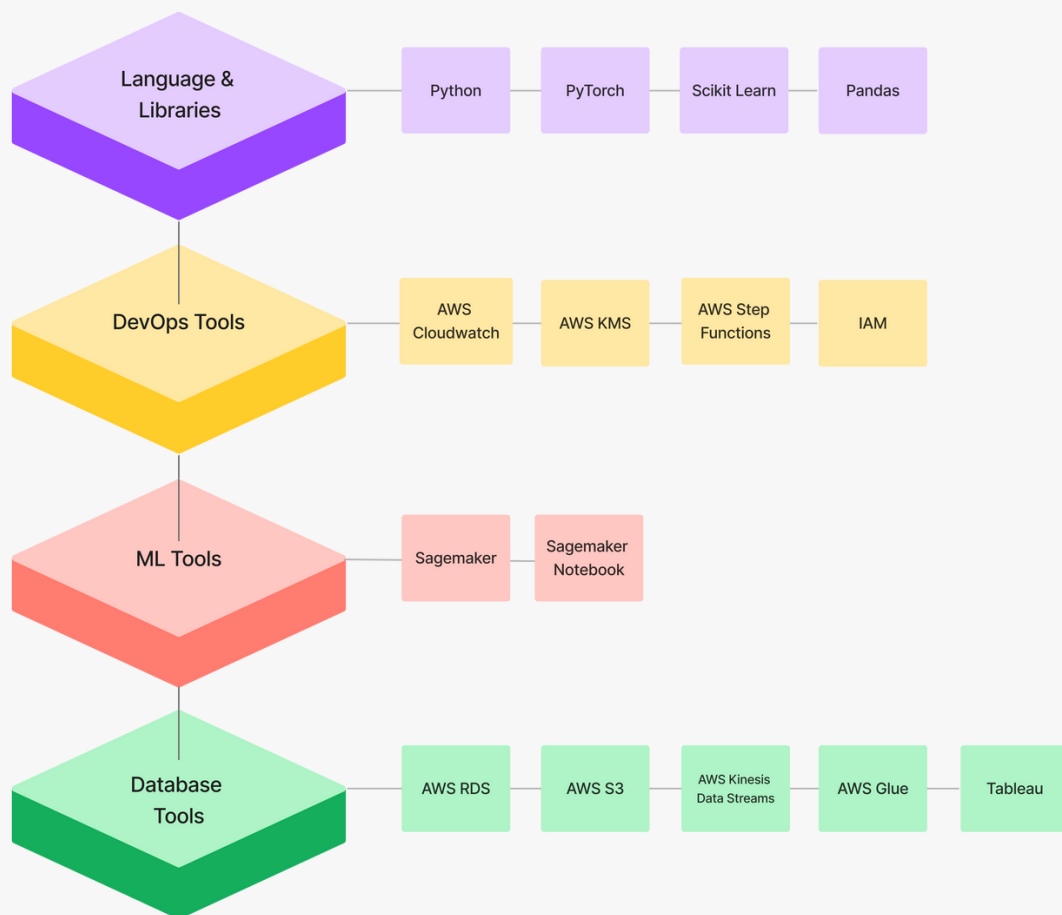 Language &
Libraries
Python
PyTorch
Scikit Learn
Pandas
DevOps Tools
AWS
Cloudwatch
AWS KMS
AWS Step
Functions
IAM
ML Tools
Sagemaker
Sagemaker
Notebook
Database
Tools
AWS RDS
AWS S3
AWS Kinesis
Data Streams
AWS Glue
Tableau